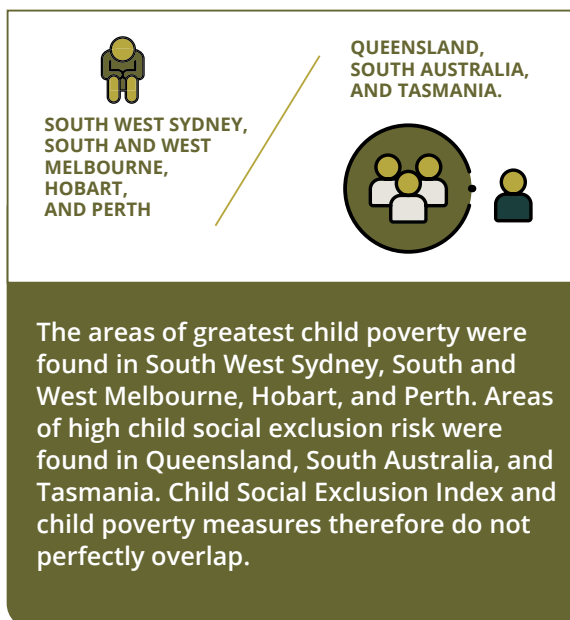 SOUTH WEST SYDNEY,
SOUTH AND WEST
MELBOURNE,
HOBART,
AND PERTH
QUEENSLAND,
SOUTH AUSTRALIA,
AND TASMANIA.
The areas of greatest child poverty were
found in South West Sydney, South and
West Melbourne, Hobart, and Perth. Areas
of high child social exclusion risk were
found in Queensland, South Australia, and
Tasmania. Child Social Exclusion Index and
child poverty measures therefore do not
perfectly overlap.